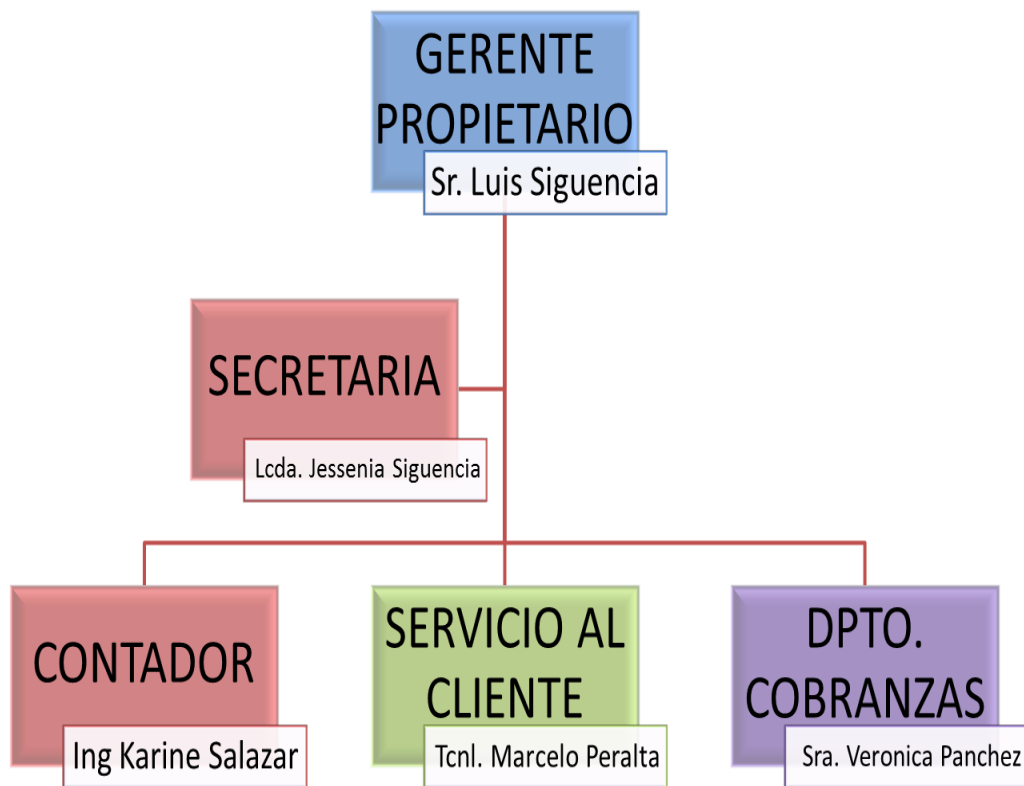 GERENTE
PROPIETARIO
Sr. Luis Siguencia
SECRETARIA
Lcda. Jessenia Siguencia
CONTADOR
Ing Karine Salazar
SERVICIO AL
CLIENTE
Tcnl. Marcelo Peralta
DPTO.
COBRANZAS
Sra. Veronica Panchez